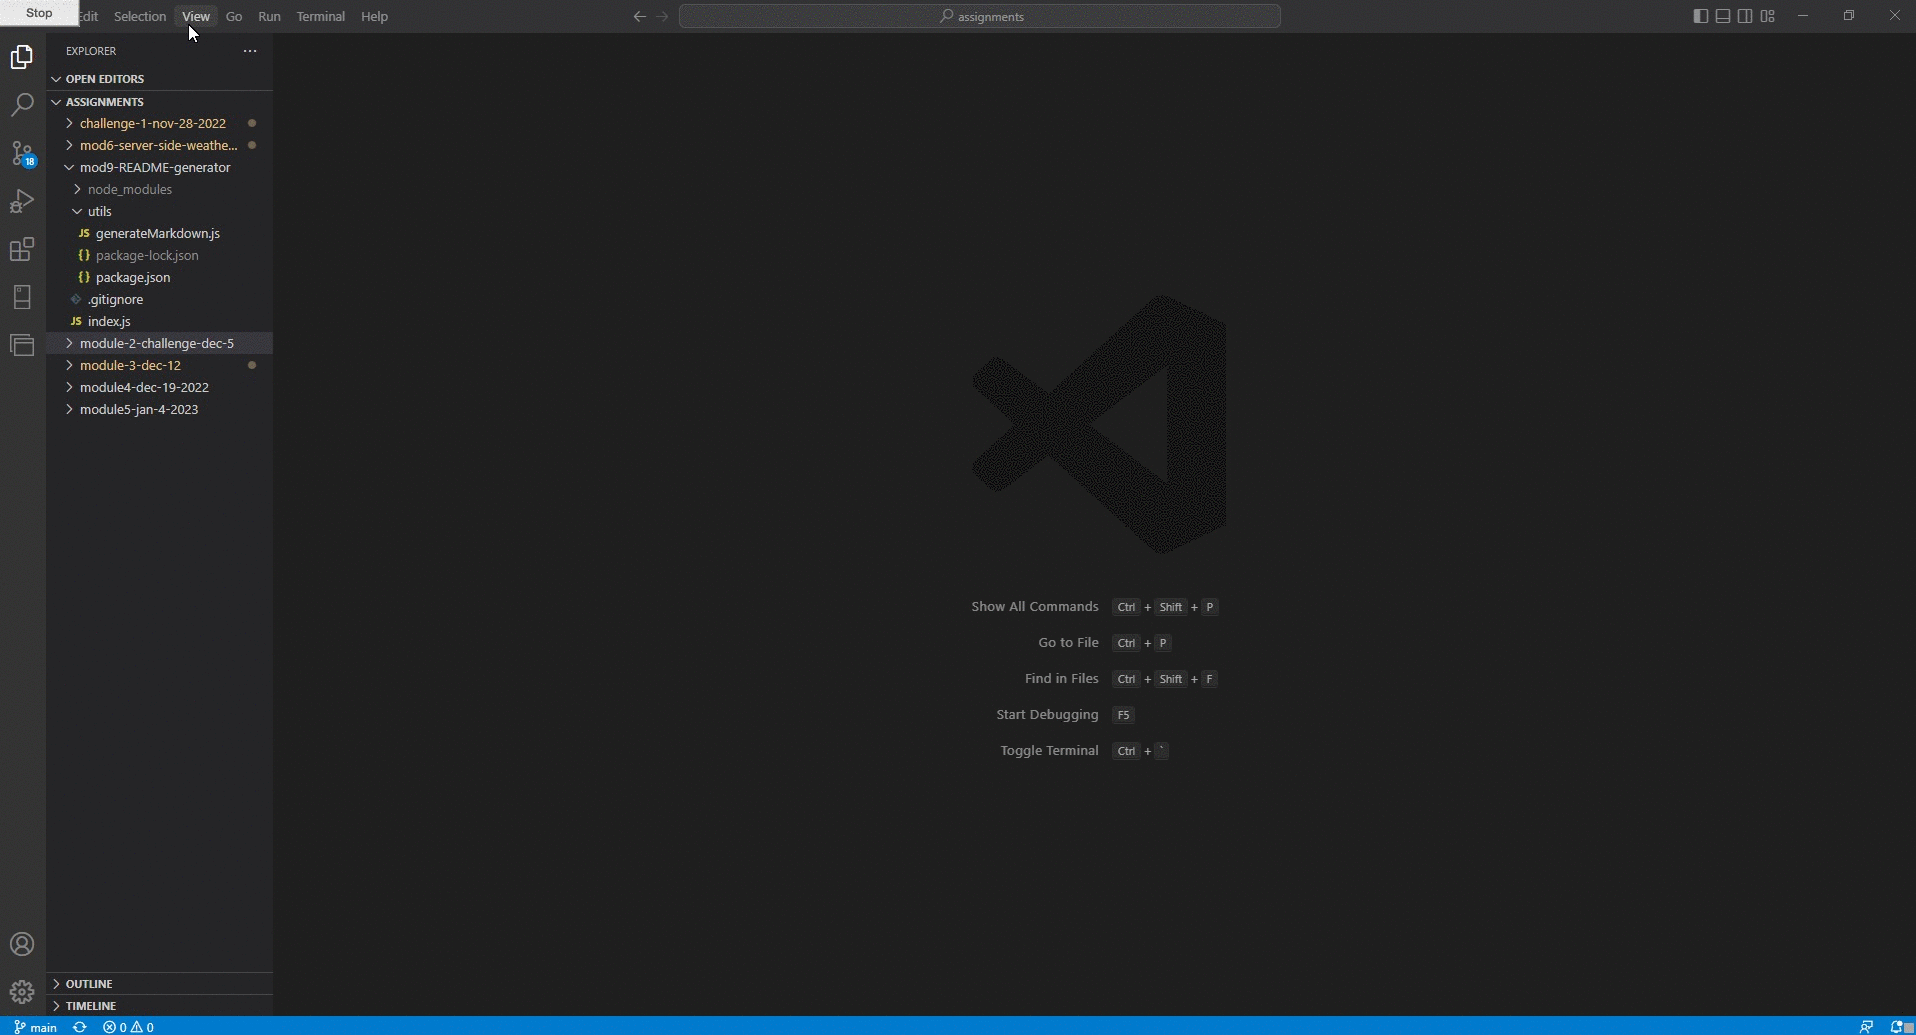 Stop
dit Selection View Go Run Terminal Help
assignments
EXPLORER
OPEN EDITORS
ASSIGNMENTS
challenge-1-nov-28-2022
mod6-server-side-weathe...
mod9-README-generator
node_modules
utils
JS generateMarkdown.js
{} package-lock.json
{} package.json
.gitignore
JS index.js
module-2-challenge-dec-5
module-3-dec-12
module4-dec-19-2022
module5-jan-4-2023
18
Show All Commands Ctrl + Shift + P
Go to File Ctrl + P
Find in Files Ctrl + Shift + F
Start Debugging F5
Toggle Terminal Ctrl + `
OUTLINE
TIMELINE
main 0 0